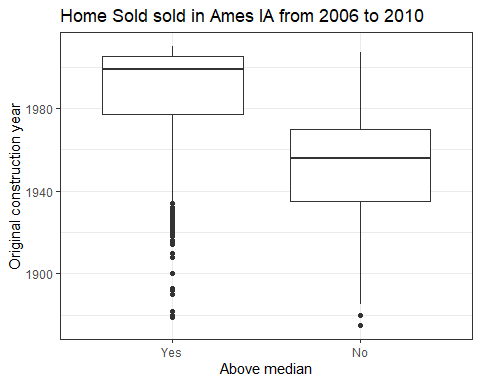 Home Sold sold in Ames IA from 2006 to 2010
Original construction year
1980
1940
1900
Yes No
Above median